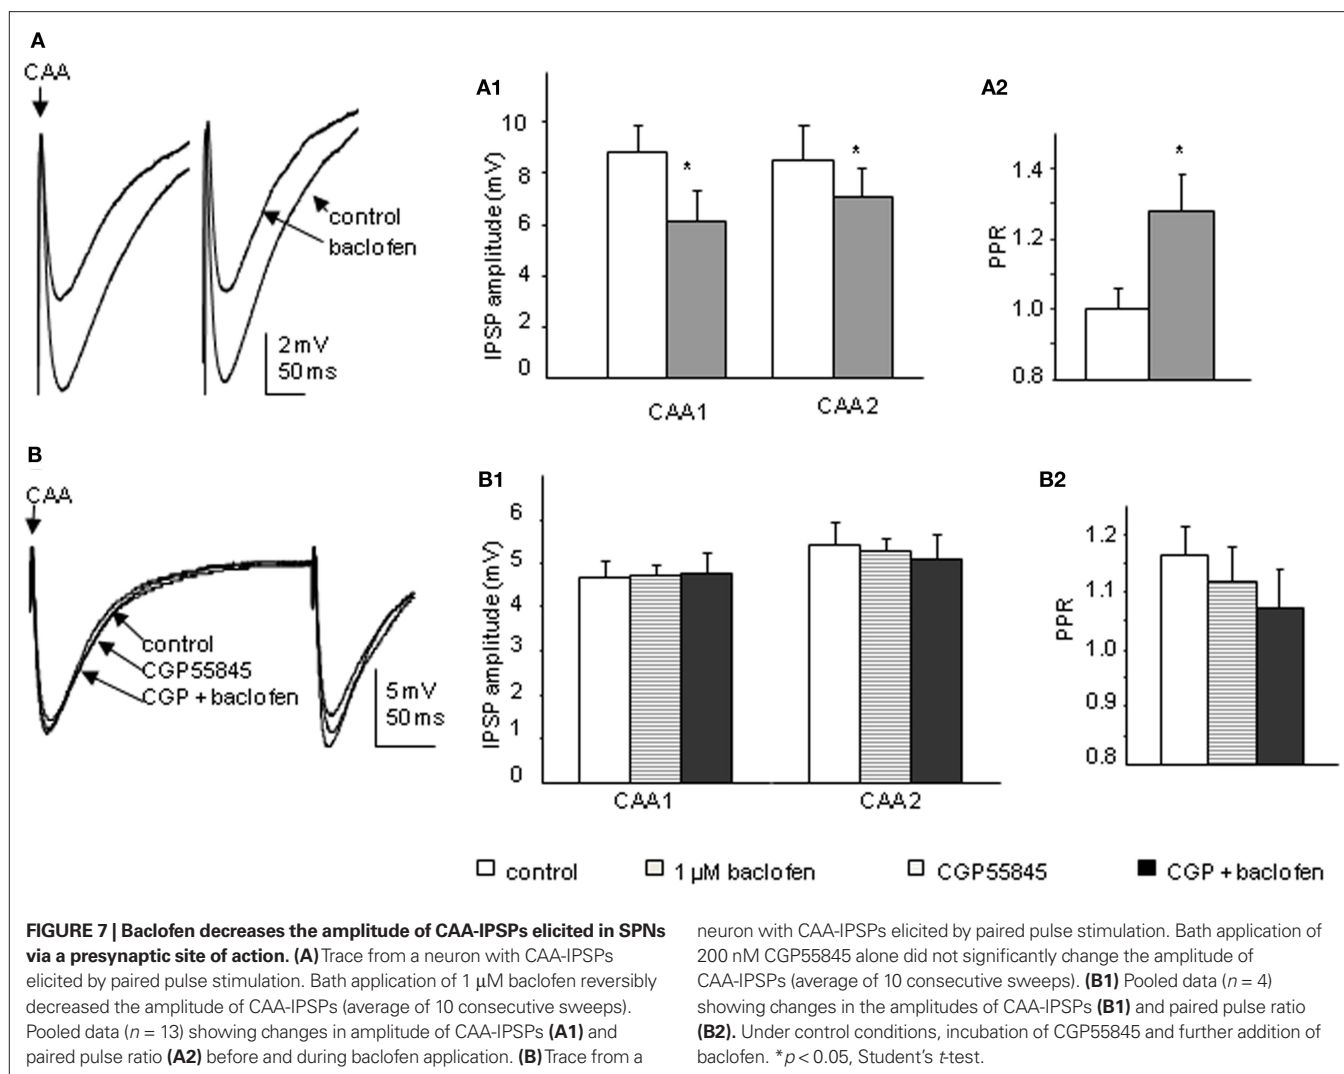 A
CAA
control
baclofen
2 mV
50 ms
A1
10
8
6
4
2
0
IPSP amplitude (mV)
*
*
CAA1
CAA2
A2
1.4
1.2
1.0
0.8
PPR
*
B
CAA
control
CGP55845
CGP + baclofen
5 mV
50 ms
B1
6
5
4
3
2
1
0
IPSP amplitude (mV)
CAA1
CAA2
B2
1.2
1.1
1.0
0.9
0.8
PPR
control
1 µM baclofen
CGP55845
CGP + baclofen
FIGURE 7 | Baclofen decreases the amplitude of CAA-IPSPs elicited in SPNs
via a presynaptic site of action. (A) Trace from a neuron with CAA-IPSPs
elicited by paired pulse stimulation. Bath application of 1 µM baclofen reversibly
decreased the amplitude of CAA-IPSPs (average of 10 consecutive sweeps).
Pooled data (n = 13) showing changes in amplitude of CAA-IPSPs (A1) and
paired pulse ratio (A2) before and during baclofen application. (B) Trace from a
neuron with CAA-IPSPs elicited by paired pulse stimulation. Bath application of
200 nM CGP55845 alone did not significantly change the amplitude of
CAA-IPSPs (average of 10 consecutive sweeps). (B1) Pooled data (n = 4)
showing changes in the amplitudes of CAA-IPSPs (B1) and paired pulse ratio
(B2). Under control conditions, incubation of CGP55845 and further addition of
baclofen. *p < 0.05, Student's t-test.